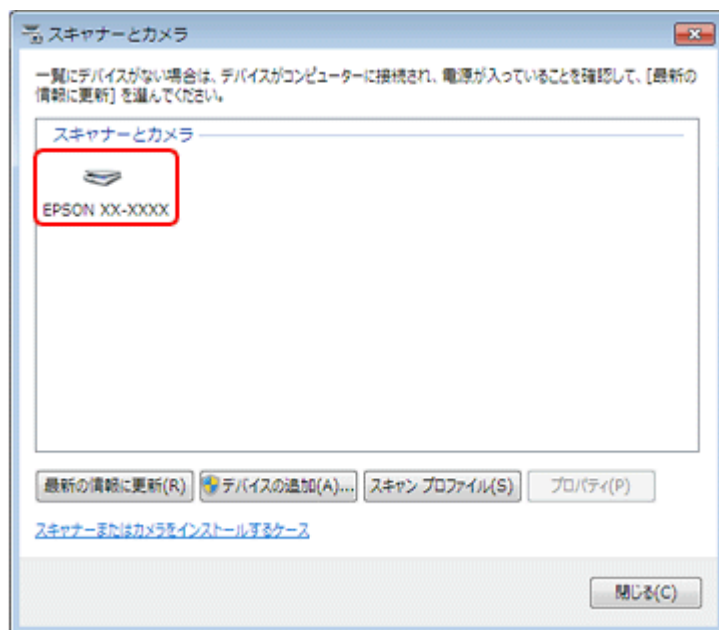 スキャナーとカメラ
一覧にデバイスがない場合は、デバイスがコンピューターに接続され、電源が入っていることを確認して、[最新の
情報に更新] を選んでください。
スキャナーとカメラ
EPSON XX-XXXX
最新の情報に更新(R) デバイスの追加(A)... スキャン プロファイル(S) プロパティ(P)
スキャナーまたはカメラをインストールするケース
閉じる(C)